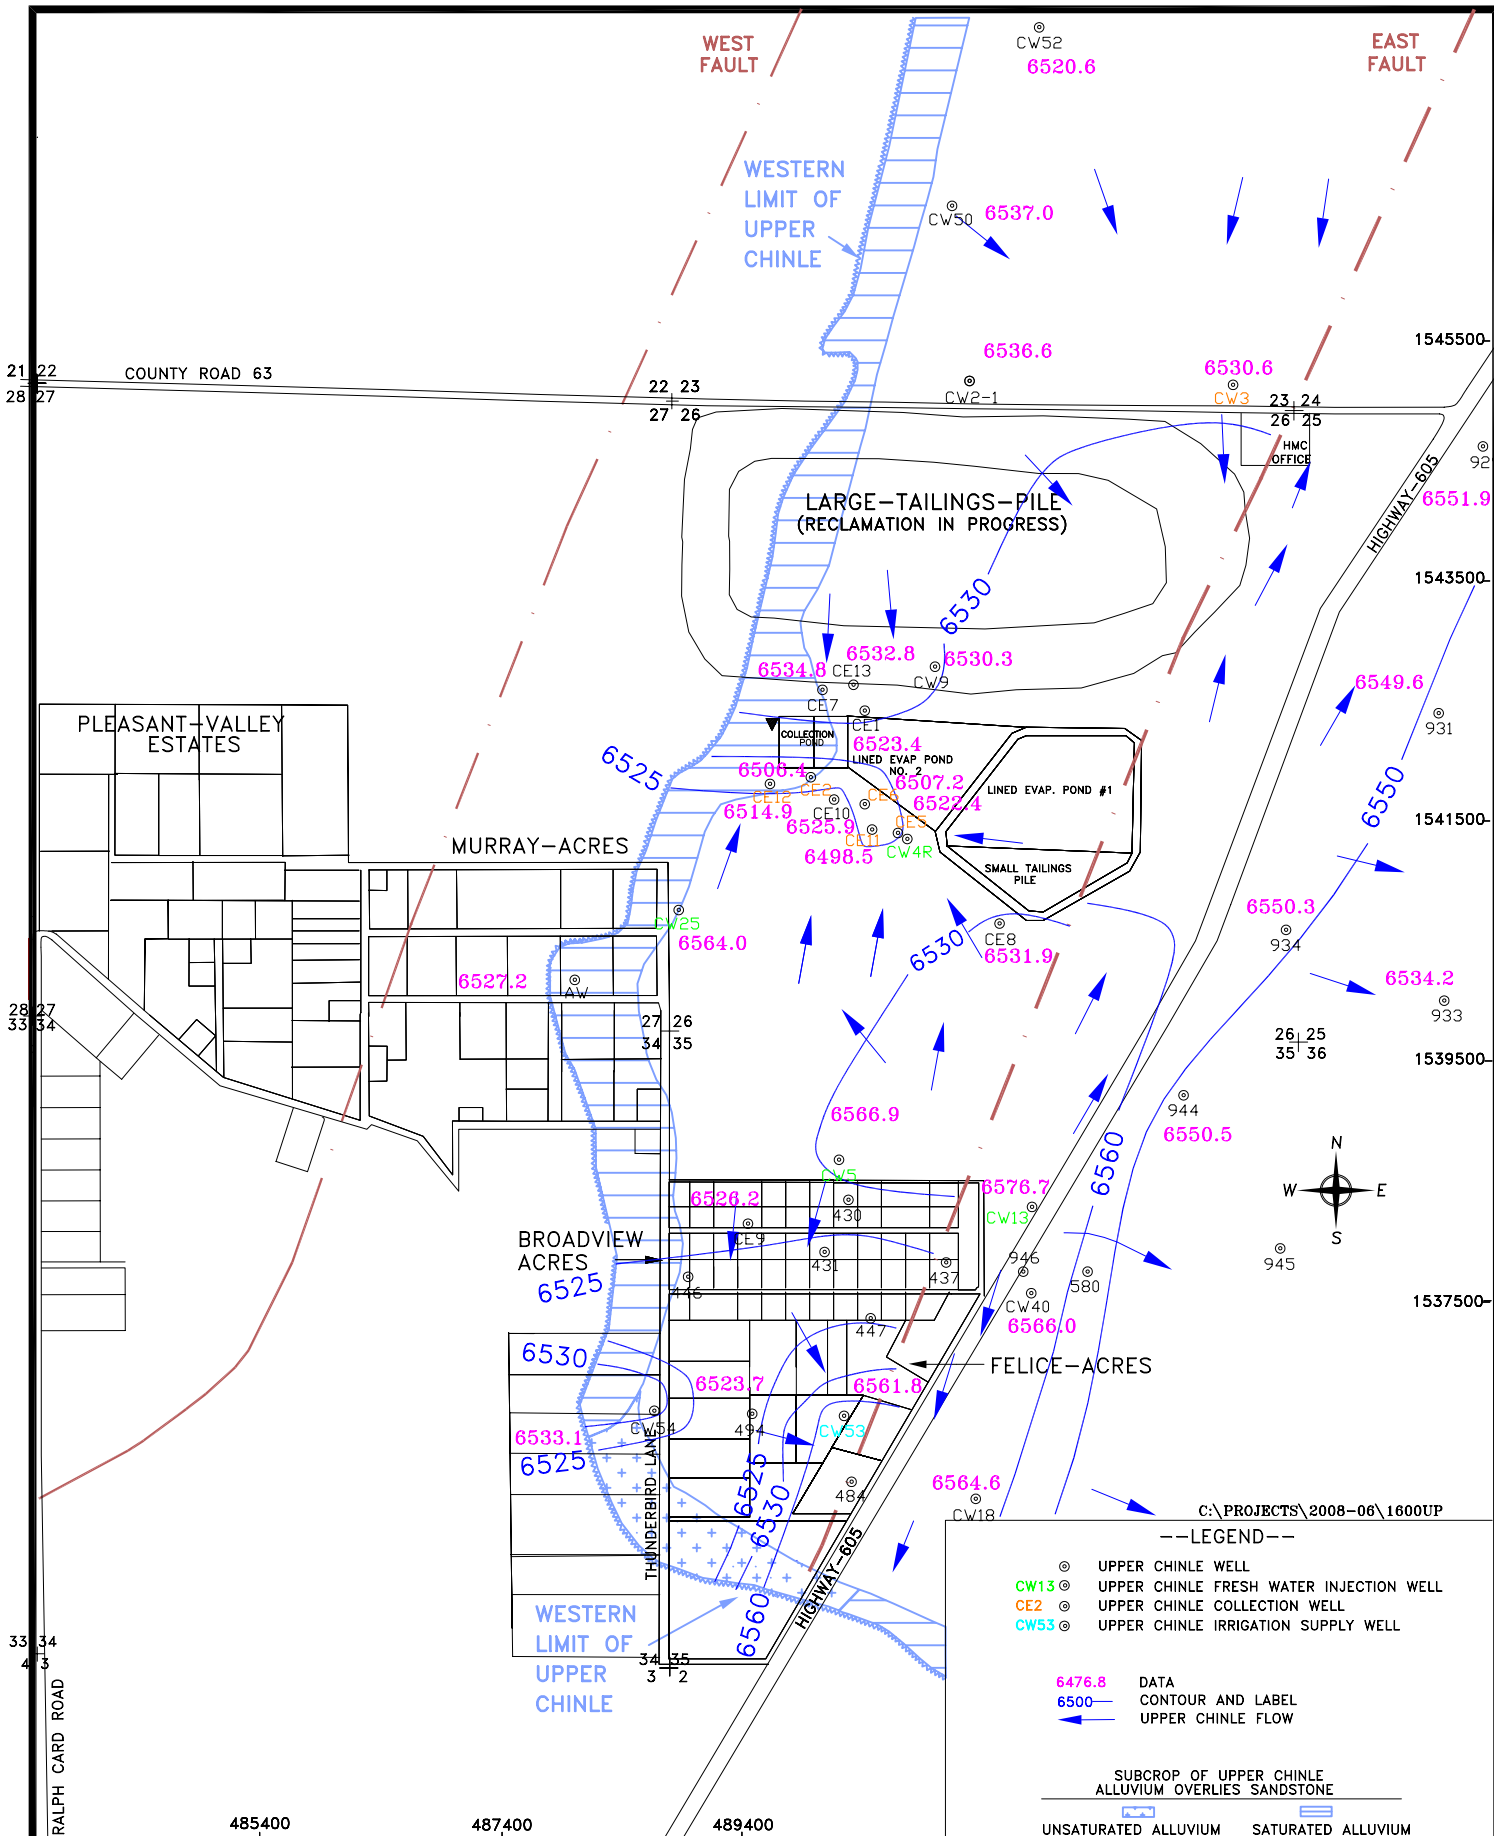 WEST
FAULT
EAST
FAULT
CW52
6520.6
WESTERN
LIMIT OF
UPPER
CHINLE
CW50
6537.0
1545500
6536.6
6530.6
21 22
28 27
COUNTY ROAD 63
22 23
27 26
CW2-1
CW3
23 24
26 25
HMC
OFFICE
92
6551.9
HIGHWAY-605
LARGE-TAILINGS-PILE
(RECLAMATION IN PROGRESS)
1543500
6530
6532.8
6530.3
6534.8
CE13
CW9
CE7
6549.6
931
PLEASANT-VALLEY
ESTATES
CE1
COLLECTION
POND
6523.4
LINED EVAP POND
NO. 2
6525
6506.4
6507.2
LINED EVAP. POND #1
CE12
CE2
CE6
6514.9
CE10
6522.4
6550
1541500
6525.9
CE5
CE11
CW4R
MURRAY-ACRES
6498.5
SMALL TAILINGS
PILE
CW25
6564.0
6550.3
934
CE8
6530
6531.9
6527.2
AW
6534.2
933
28 27
33 34
27 26
34 35
26 25
35 36
1539500
6566.9
944
6550.5
6560
N
W E
S
CW5
6526.2
430
6576.7
CW13
CE9
BROADVIEW
ACRES
431
437
946
945
6525
446
580
CW40
6566.0
1537500
447
6530
FELICE-ACRES
6523.7
6561.8
CW54
494
CW53
6533.1
6525
THUNDERBIRD LANE
6525
6530
484
6564.6
CW18
HIGHWAY-605
6560
WESTERN
LIMIT OF
UPPER
CHINLE
33 34
4 3
34 35
3 2
RALPH CARD ROAD
485400
487400
489400
C:\PROJECTS\2008-06\1600UP
--LEGEND--
UPPER CHINLE WELL
CW13 UPPER CHINLE FRESH WATER INJECTION WELL
CE2 UPPER CHINLE COLLECTION WELL
CW53 UPPER CHINLE IRRIGATION SUPPLY WELL
6476.8 DATA
6500 CONTOUR AND LABEL
UPPER CHINLE FLOW
SUBCROP OF UPPER CHINLE
ALLUVIUM OVERLIES SANDSTONE
UNSATURATED ALLUVIUM SATURATED ALLUVIUM